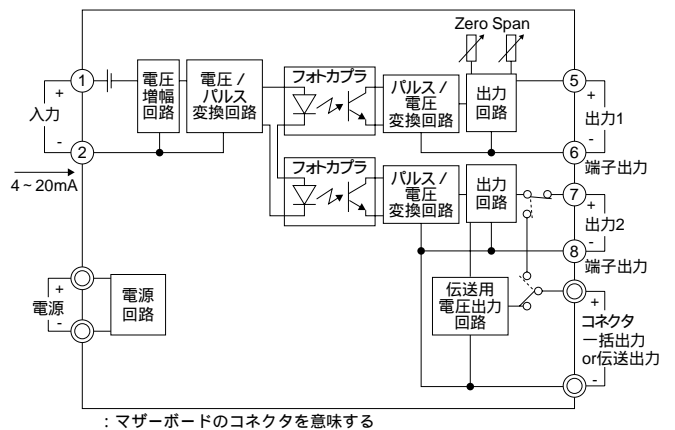 Zero Span
1
+
入力
-
2
4~20mA
電圧
増幅
回路
電圧/
パルス
変換回路
フォトカプラ
パルス/
電圧
変換回路
出力
回路
5
+
出力1
-
6
端子出力
フォトカプラ
パルス/
電圧
変換回路
出力
回路
7
+
出力2
-
8
端子出力
+
電源
-
電源
回路
伝送用
電圧出力
回路
+
コネクタ
一括出力
or伝送出力
-
:マザーボードのコネクタを意味する